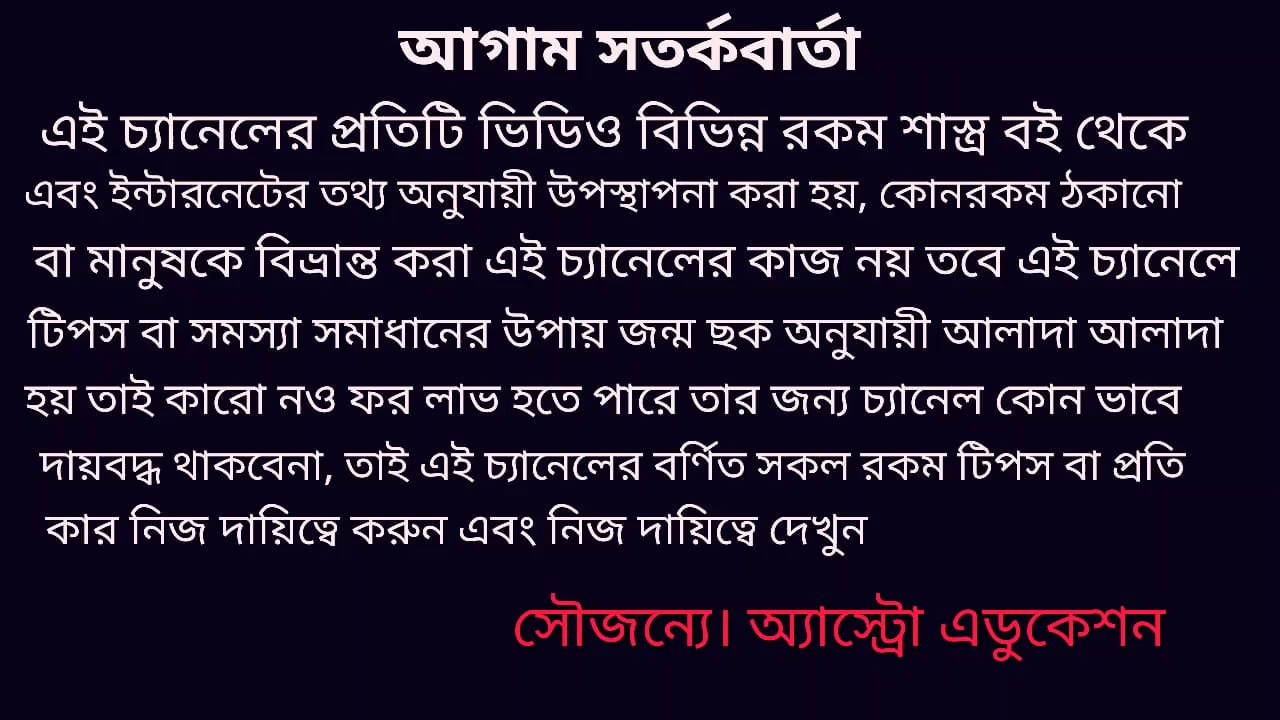 আগাম সতর্কবার্তা
এই চ্যানেলের প্রতিটি ভিডিও বিভিন্ন রকম শাস্ত্র বই থেকে
এবং ইন্টারনেটের তথ্য অনুযায়ী উপস্থাপনা করা হয়, কোনরকম ঠকানো
বা মানুষকে বিভ্রান্ত করা এই চ্যানেলের কাজ নয় তবে এই চ্যানেলে
টিপস বা সমস্যা সমাধানের উপায় জন্ম ছক অনুযায়ী আলাদা আলাদা
হয় তাই কারো নও ফর লাভ হতে পারে তার জন্য চ্যানেল কোন ভাবে
দায়বদ্ধ থাকবেনা, তাই এই চ্যানেলের বর্ণিত সকল রকম টিপস বা প্রতি
কার নিজ দায়িত্বে করুন এবং নিজ দায়িত্বে দেখুন
সৌজন্যে। অ্যাস্ট্রো এডুকেশন